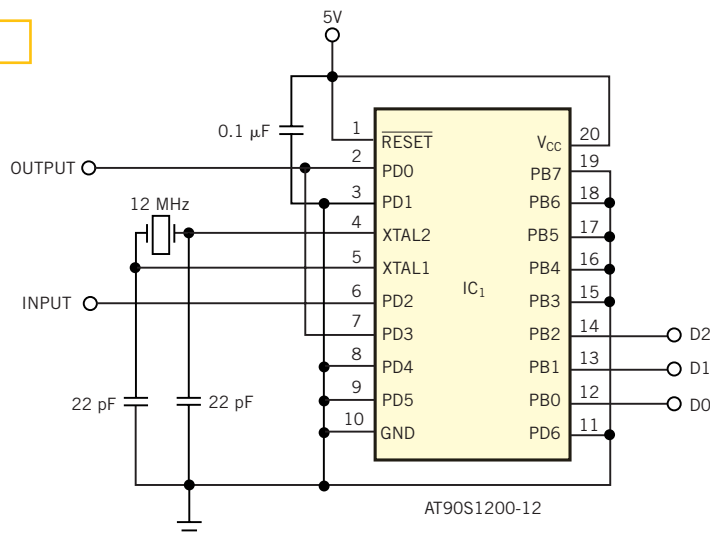 5V
0.1 µF
OUTPUT
12 MHz
INPUT
22 pF
22 pF
1
2
3
4
5
6
7
8
9
10
RESET
PD0
PD1
XTAL2
XTAL1
PD2
PD3
PD4
PD5
GND
IC1
VCC
PB7
PB6
PB5
PB4
PB3
PB2
PB1
PB0
PD6
20
19
18
17
16
15
14
13
12
11
D2
D1
D0
AT90S1200-12